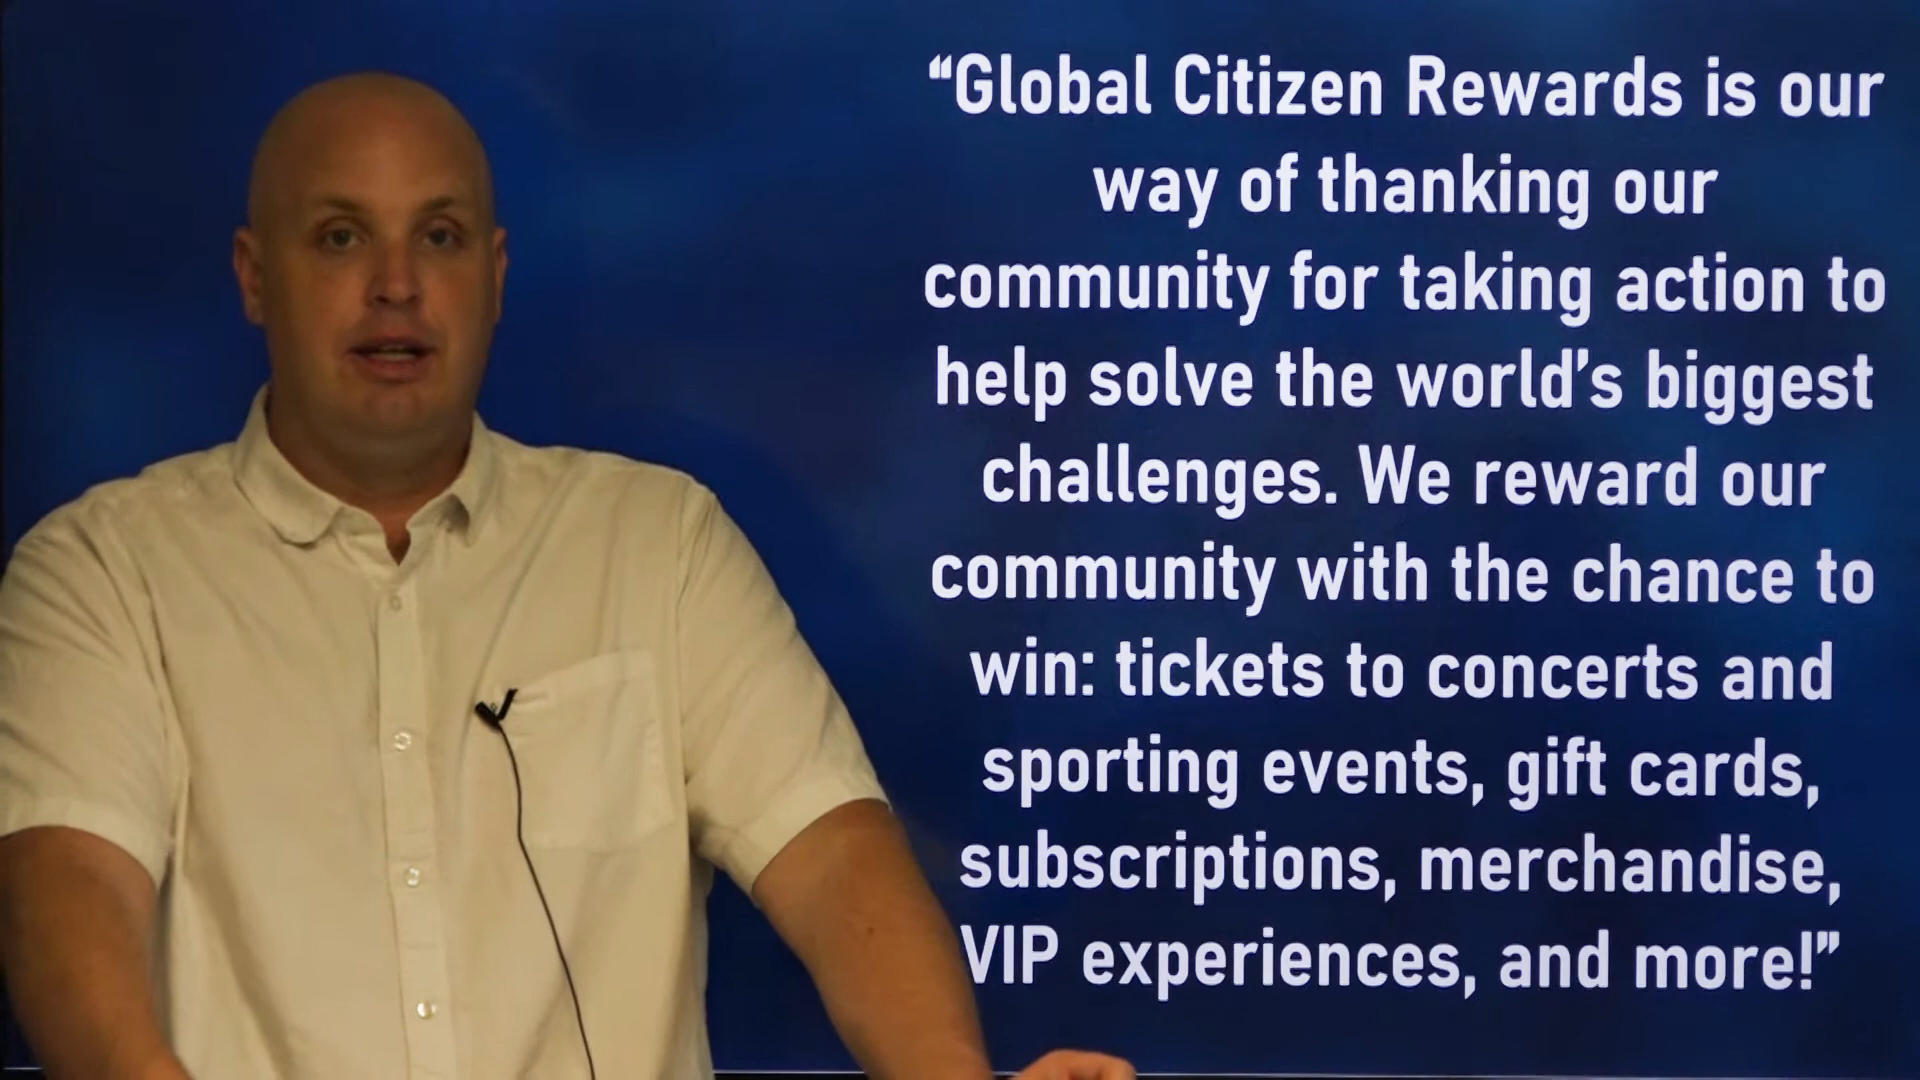 “Global Citizen Rewards is our
way of thanking our
community for taking action to
help solve the world’s biggest
challenges. We reward our
community with the chance to
win: tickets to concerts and
sporting events, gift cards,
subscriptions, merchandise,
VIP experiences, and more!”